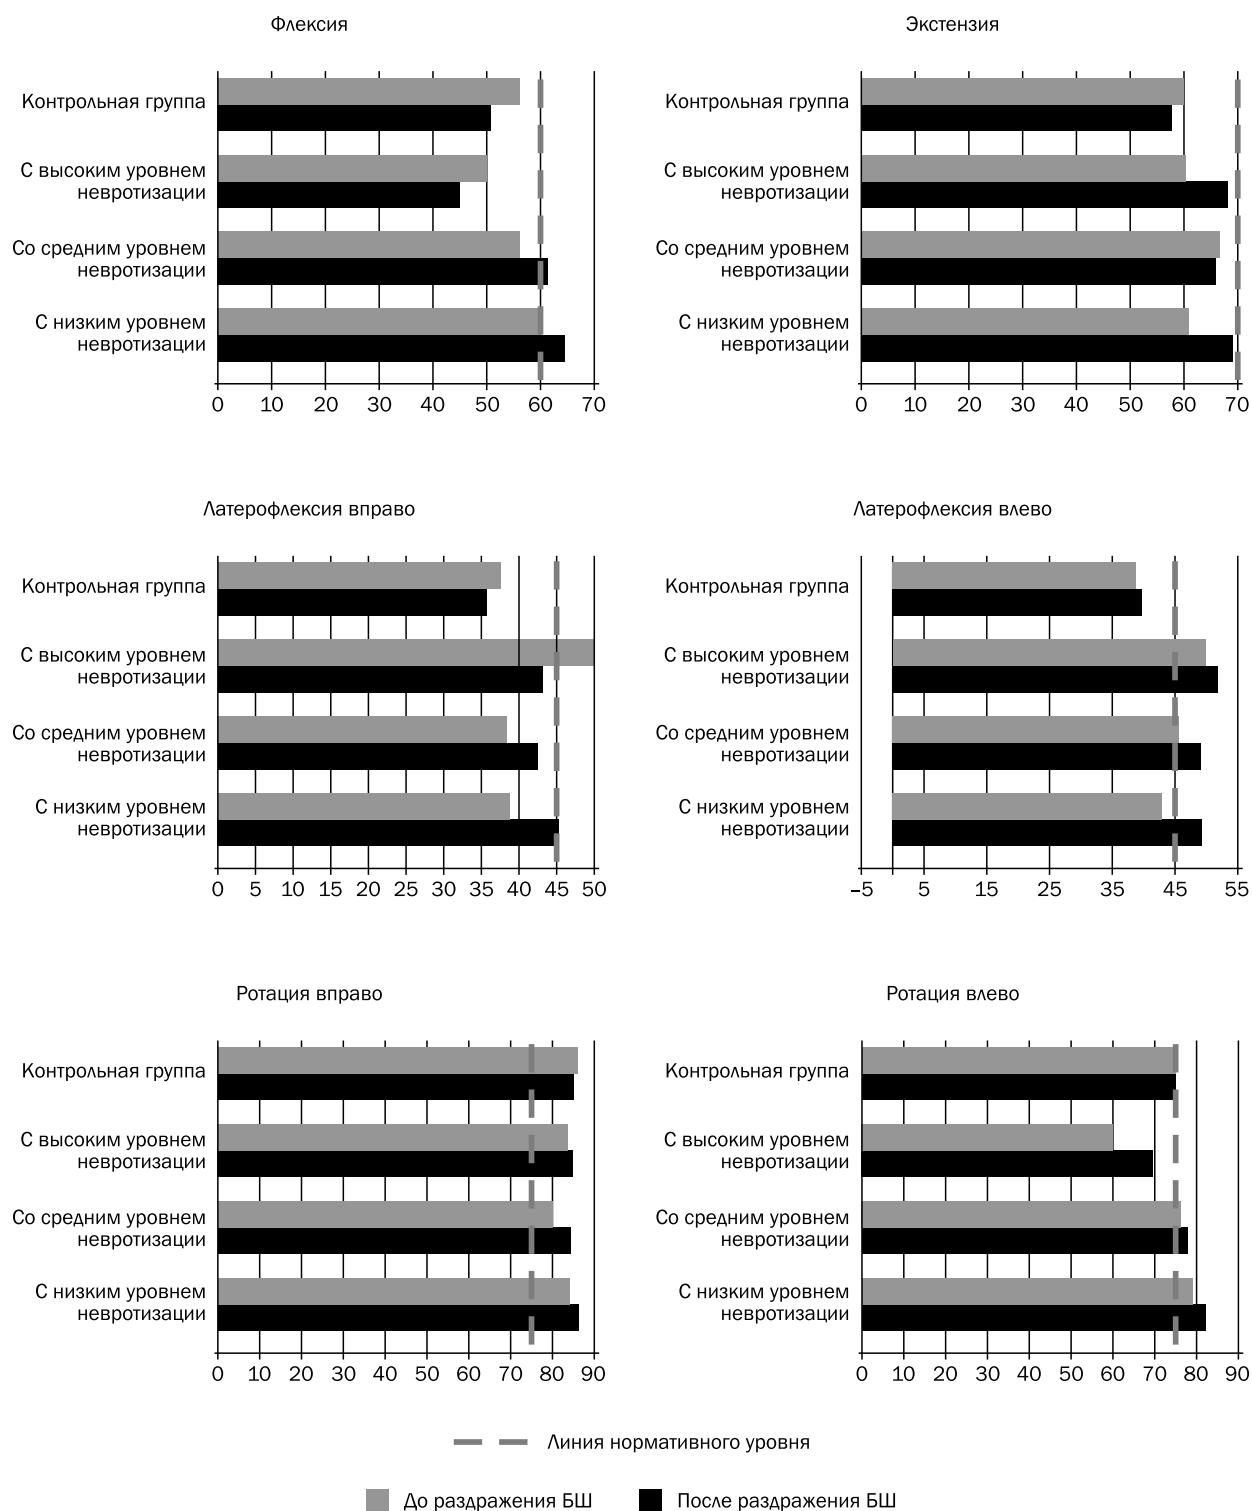 Флексия
Контрольная группа
С высоким уровнем
невротизации
Со средним уровнем
невротизации
С низким уровнем
невротизации
0 10 20 30 40 50 60 70
Экстензия
Контрольная группа
С высоким уровнем
невротизации
Со средним уровнем
невротизации
С низким уровнем
невротизации
0 10 20 30 40 50 60 70
Латерофлексия вправо
Контрольная группа
С высоким уровнем
невротизации
Со средним уровнем
невротизации
С низким уровнем
невротизации
0 5 10 15 20 25 30 35 40 45 50
Латерофлексия влево
Контрольная группа
С высоким уровнем
невротизации
Со средним уровнем
невротизации
С низким уровнем
невротизации
–5 5 15 25 35 45 55
Ротация вправо
Контрольная группа
С высоким уровнем
невротизации
Со средним уровнем
невротизации
С низким уровнем
невротизации
0 10 20 30 40 50 60 70 80 90
Ротация влево
Контрольная группа
С высоким уровнем
невротизации
Со средним уровнем
невротизации
С низким уровнем
невротизации
0 10 20 30 40 50 60 70 80 90
Линия нормативного уровня
До раздражения БШ После раздражения БШ